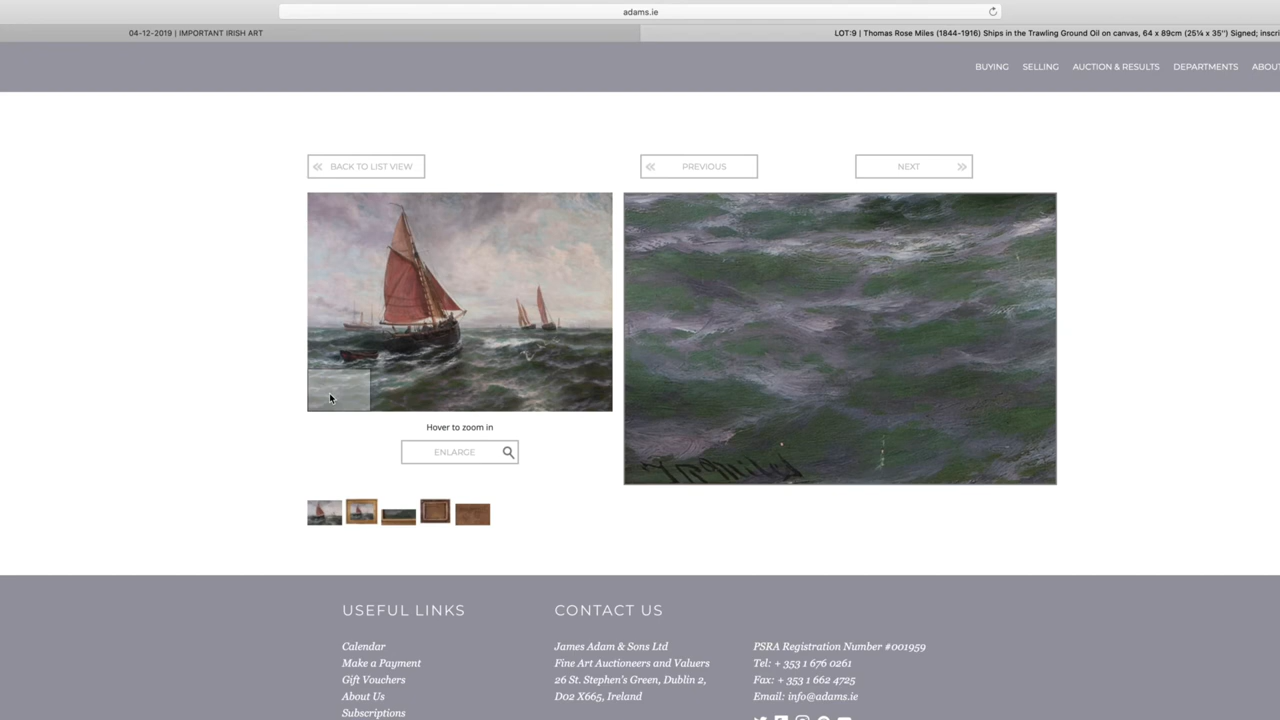 adams.ie
04-12-2019 | IMPORTANT IRISH ART
LOT:9 | Thomas Rose Miles (1844-1916) Ships in the Trawling Ground Oil on canvas, 64 x 89cm (25¼ x 35'') Signed; inscri
BUYING SELLING AUCTION & RESULTS DEPARTMENTS ABOU
BACK TO LIST VIEW
PREVIOUS
NEXT
Hover to zoom in
ENLARGE
USEFUL LINKS
Calendar
Make a Payment
Gift Vouchers
About Us
Subscriptions
CONTACT US
James Adam & Sons Ltd
Fine Art Auctioneers and Valuers
26 St. Stephen's Green, Dublin 2,
D02 X665, Ireland
PSRA Registration Number #001959
Tel: + 353 1 676 0261
Fax: + 353 1 662 4725
Email: info@adams.ie